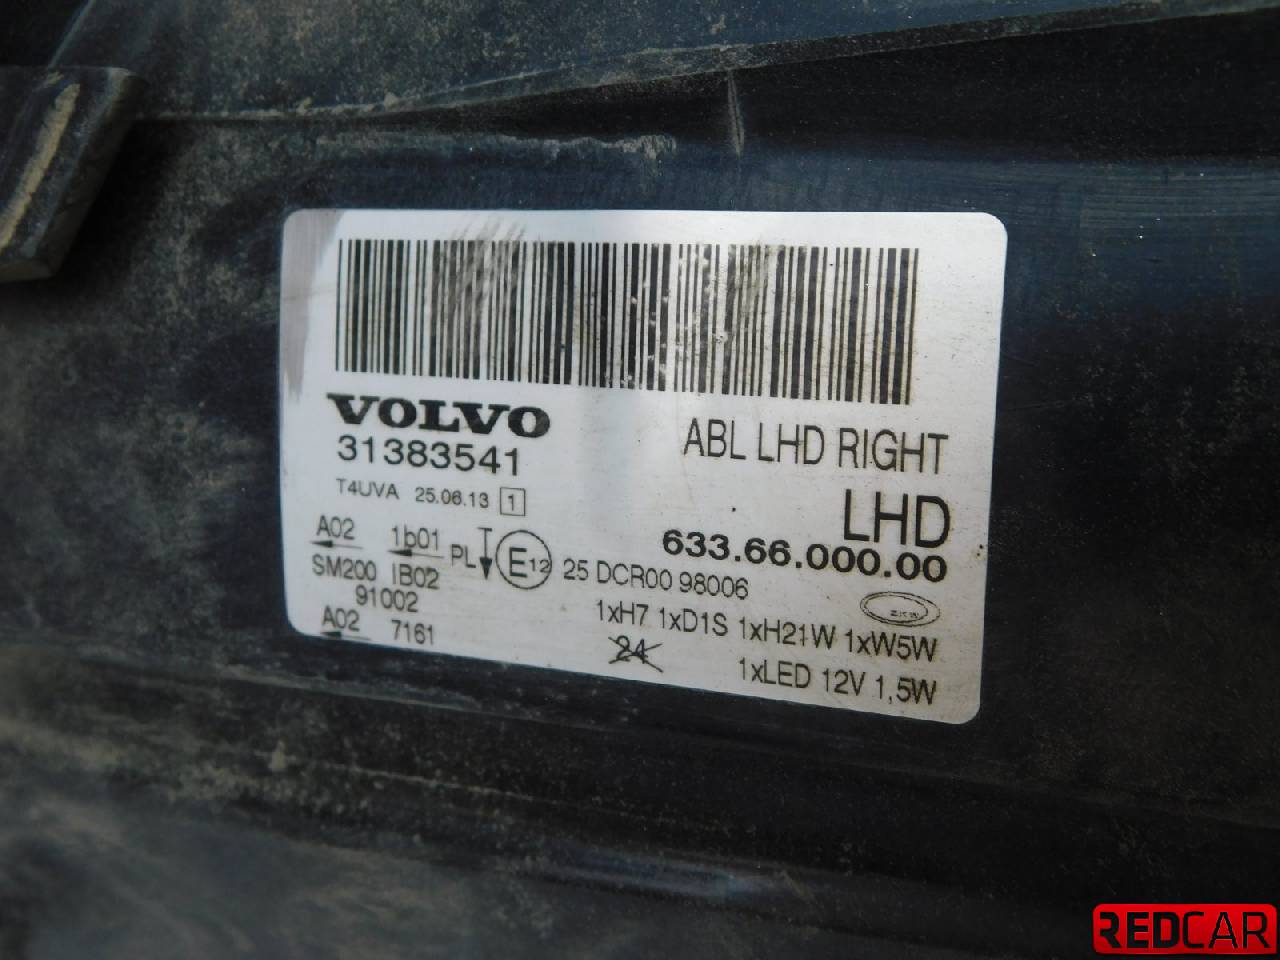 VOLVO
31383541
ABL LHD RIGHT
T4UVA 25.06.13 1
LHD
633.66.000.00
A02 1b01 PL E12 25 DCR00 98006
SM200 IB02
91002
ZKW
1xH7 1xD1S 1xH21W 1xW5W
A02 7161
24
1xLED 12V 1,5W
REDCAR